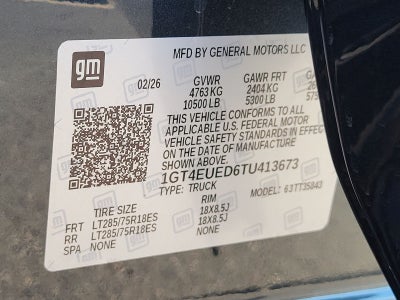 gm
MFD BY GENERAL MOTORS LLC
02/26 GVWR GAWR FRT
4763 KG 2404 KG
10500 LB 5300 LB
THIS VEHICLE CONFORMS TO ALL
APPLICABLE U.S. FEDERAL MOTOR
VEHICLE SAFETY STANDARDS IN EFFECT
ON THE DATE OF MANUFACTURE
SHOWN ABOVE.
1GT4EUED6TU413673
TYPE: TRUCK MODEL: 63TT35843
TIRE SIZE RIM
FRT LT285/75R18ES 18X8.5J
RR LT285/75R18ES 18X8.5J
SPA NONE NONE